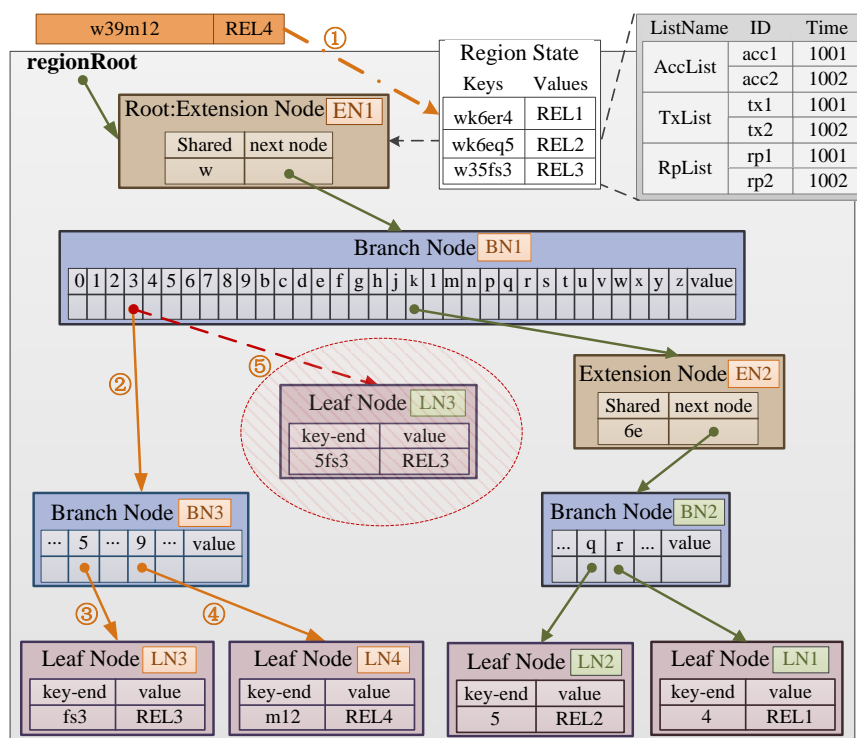 w39m12 REL4
①
regionRoot
Region State
Keys Values
wk6er4 REL1
wk6eq5 REL2
w35fs3 REL3
ListName ID Time
AccList acc1 1001
acc2 1002
TxList tx1 1001
tx2 1002
RpList rp1 1001
rp2 1002
Root:Extension Node EN1
Shared next node
w
Branch Node BN1
0 1 2 3 4 5 6 7 8 9 b c d e f g h j k l m n p q r s t u v w x y z value
②
⑤
Leaf Node LN3
key-end value
5fs3 REL3
Extension Node EN2
Shared next node
6e
Branch Node BN3
... 5 ... 9 ... value
Branch Node BN2
... q r ... value
③
④
Leaf Node LN3
key-end value
fs3 REL3
Leaf Node LN4
key-end value
m12 REL4
Leaf Node LN2
key-end value
5 REL2
Leaf Node LN1
key-end value
4 REL1